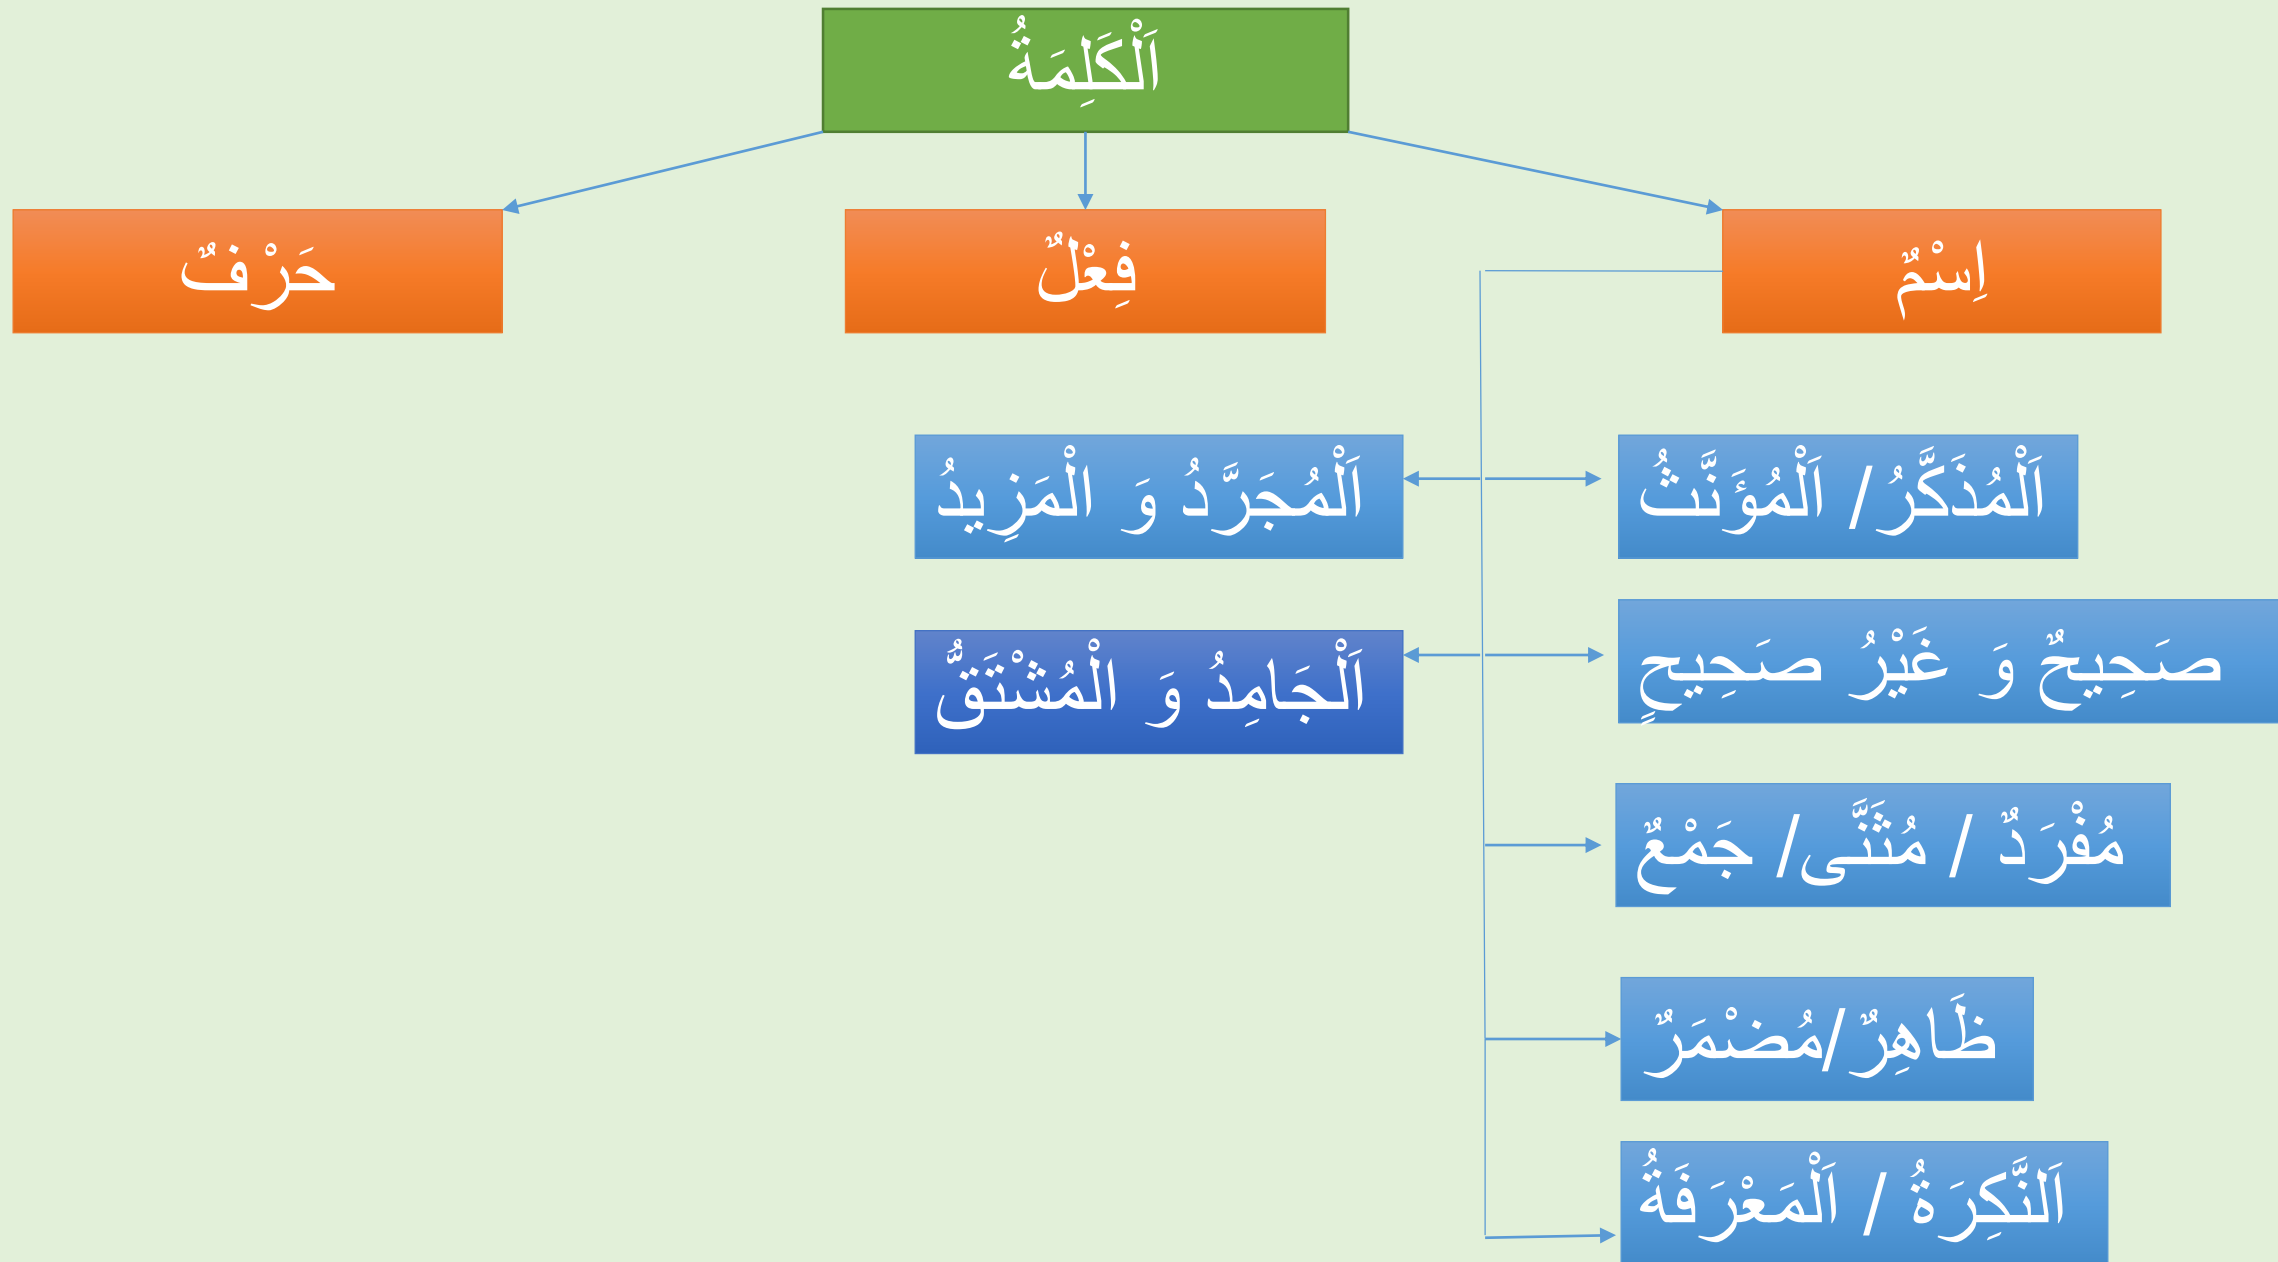 اَلْكَلِمَةُ
اِسْمٌ
فِعْلٌ
حَرْفٌ
اَلْمُذَكَّرُ / اَلْمُؤَنَّثُ
اَلْمُجَرَّدُ وَ الْمَزِيدُ
صَحِيحٌ وَ غَيْرُ صَحِيحٍ
اَلْجَامِدُ وَ الْمُشْتَقُّ
مُفْرَدٌ / مُثَنَّى/ جَمْعٌ
ظَاهِرٌ/مُضْمَرٌ
اَلنَّكِرَةُ / اَلْمَعْرَفَةُ